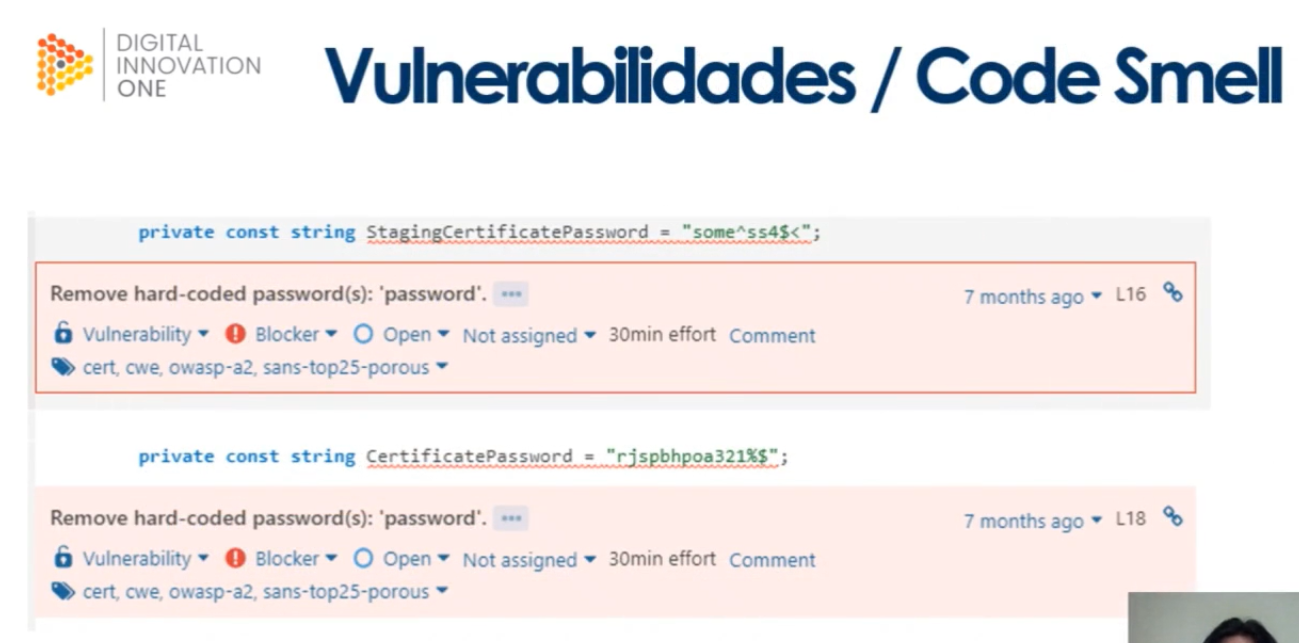 DIGITAL
INNOVATION
ONE
Vulnerabilidades / Code Smell
private const string StagingCertificatePassword = "some^ss4$<";
Remove hard-coded password(s): 'password'. ••• 7 months ago L16
Vulnerability Blocker Open Not assigned 30min effort Comment
cert, cwe, owasp-a2, sans-top25-porous
private const string CertificatePassword = "rjspbhpoa321%$";
Remove hard-coded password(s): 'password'. ••• 7 months ago L18
Vulnerability Blocker Open Not assigned 30min effort Comment
cert, cwe, owasp-a2, sans-top25-porous